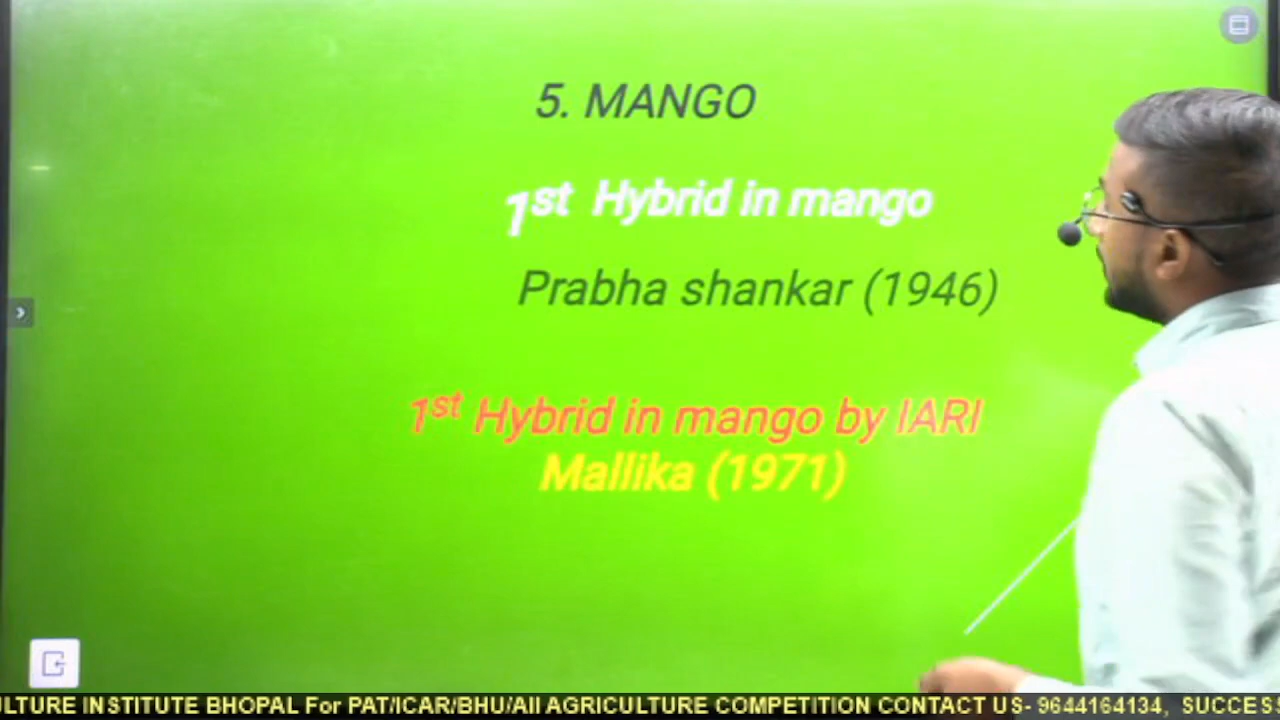 5. MANGO
1st Hybrid in mango
Prabha shankar (1946)
1st Hybrid in mango by IARI
Mallika (1971)
LTURE INSTITUTE BHOPAL For PAT/ICAR/BHU/All AGRICULTURE COMPETITION CONTACT US- 9644164134, SUCCESS